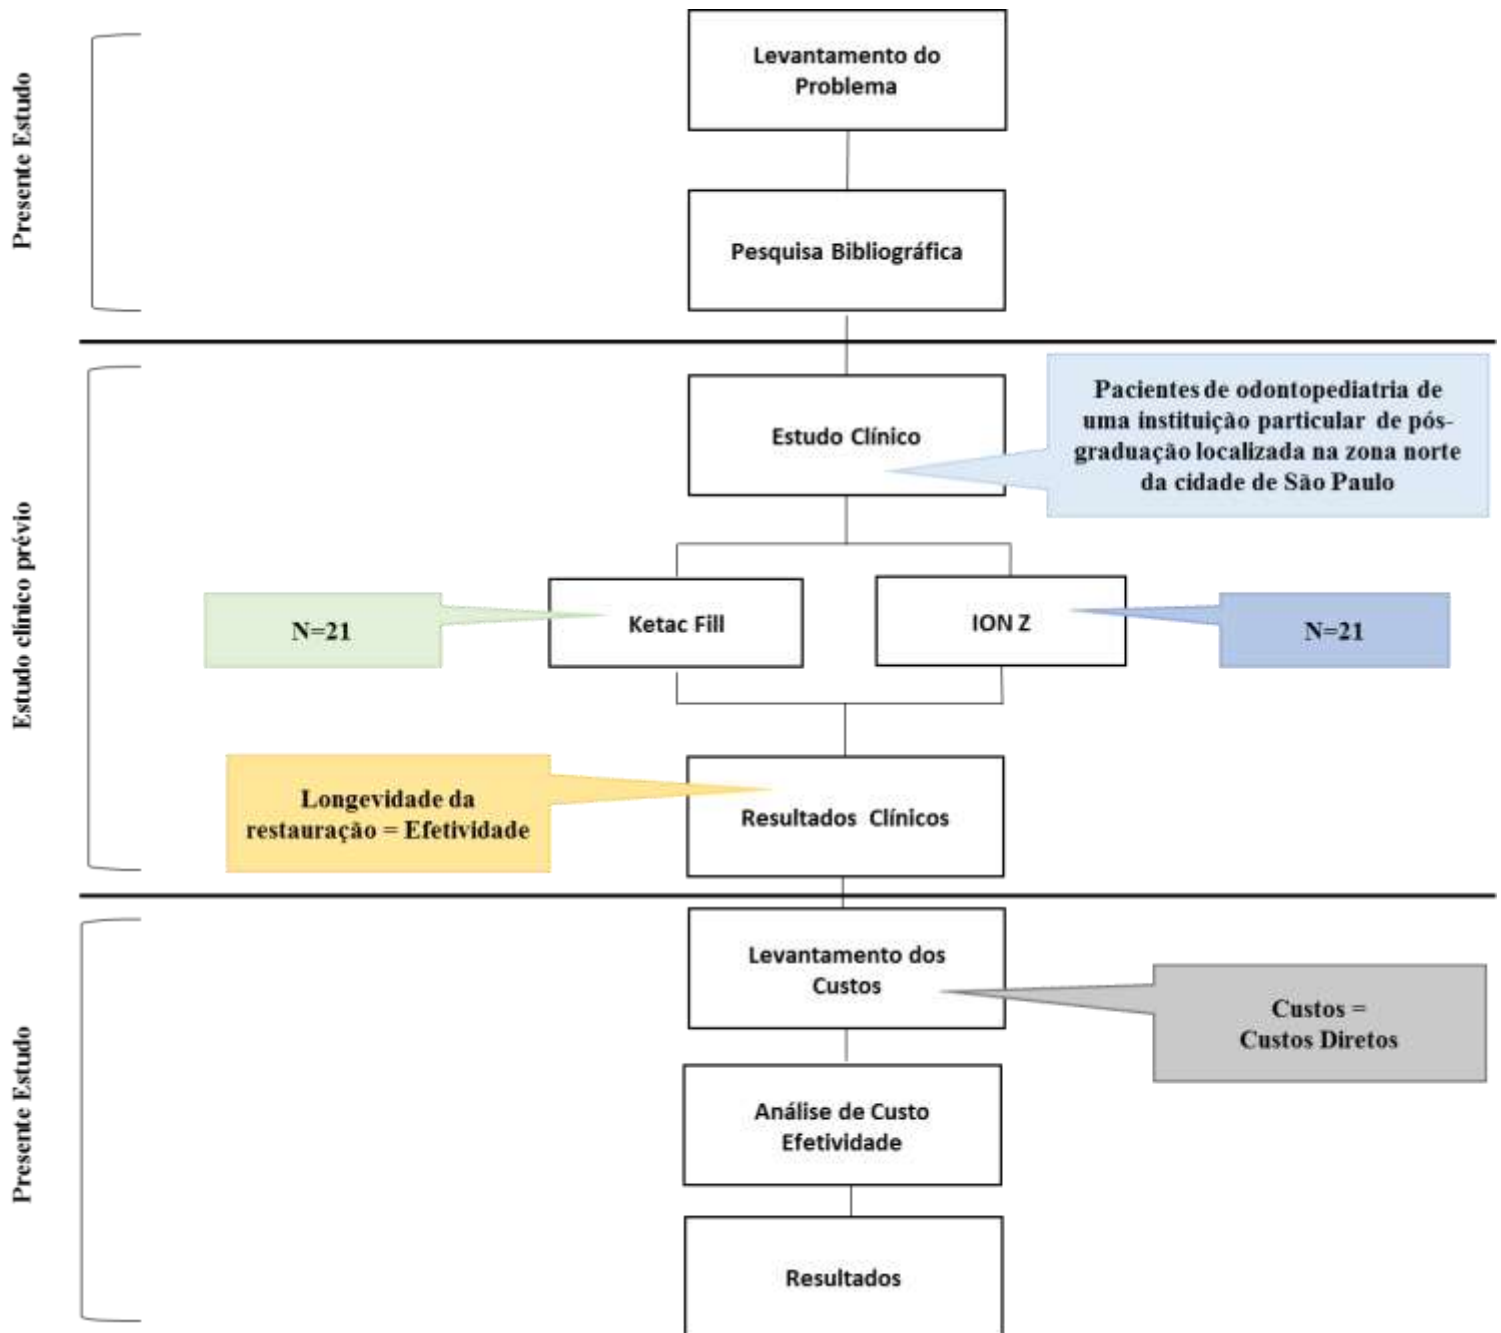 Presente Estudo
Levantamento do
Problema
Pesquisa Bibliográfica
Estudo clínico prévio
Estudo Clínico
Pacientes de odontopediatria de
uma instituição particular de pós-
graduação localizada na zona norte
da cidade de São Paulo
N=21
Ketac Fill
ION Z
N=21
Longevidade da
restauração = Efetividade
Resultados Clínicos
Presente Estudo
Levantamento dos
Custos
Custos =
Custos Diretos
Análise de Custo
Efetividade
Resultados